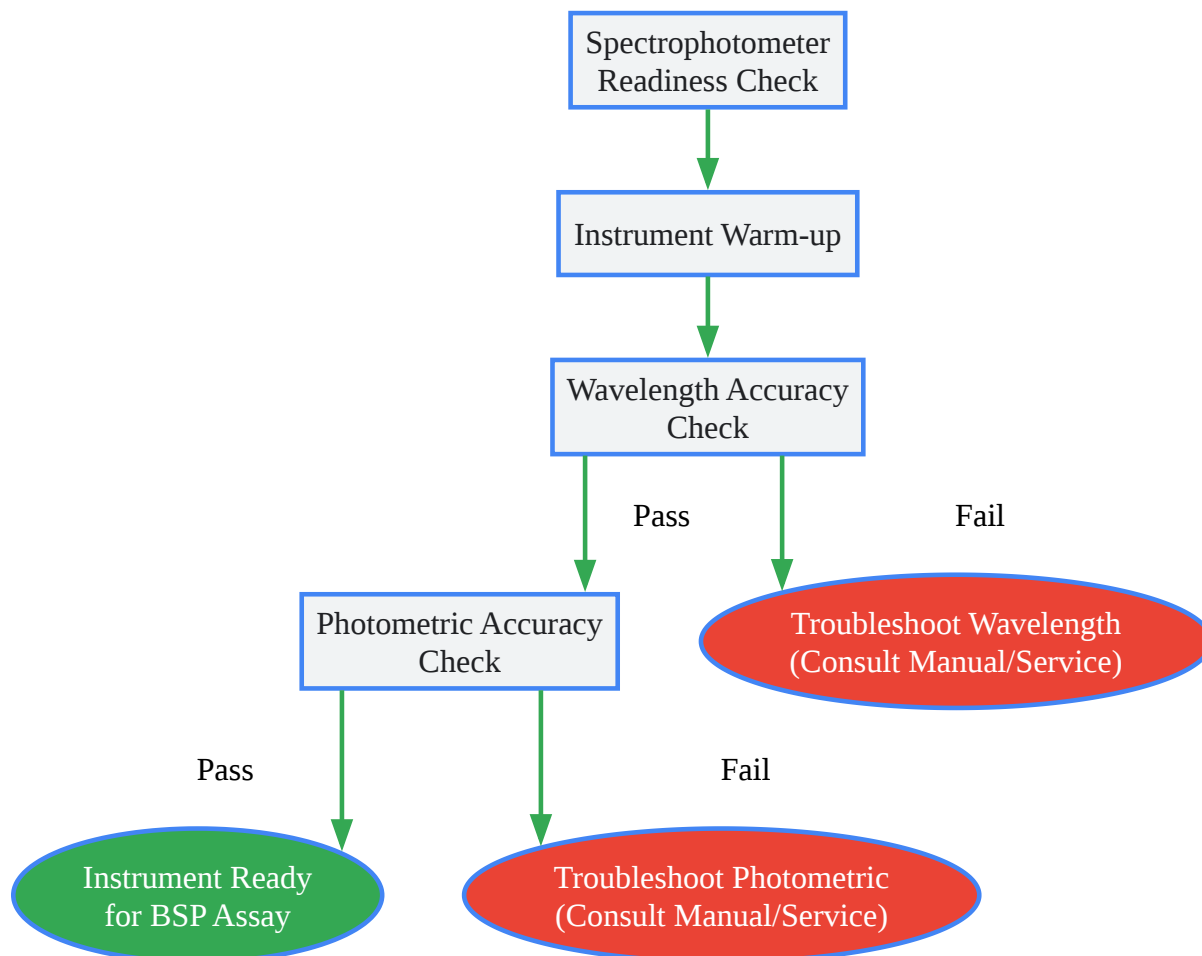 Spectrophotometer
Readiness Check
Instrument Warm-up
Wavelength Accuracy
Check
Pass
Fail
Photometric Accuracy
Check
Troubleshoot Wavelength
(Consult Manual/Service)
Pass
Fail
Instrument Ready
for BSP Assay
Troubleshoot Photometric
(Consult Manual/Service)